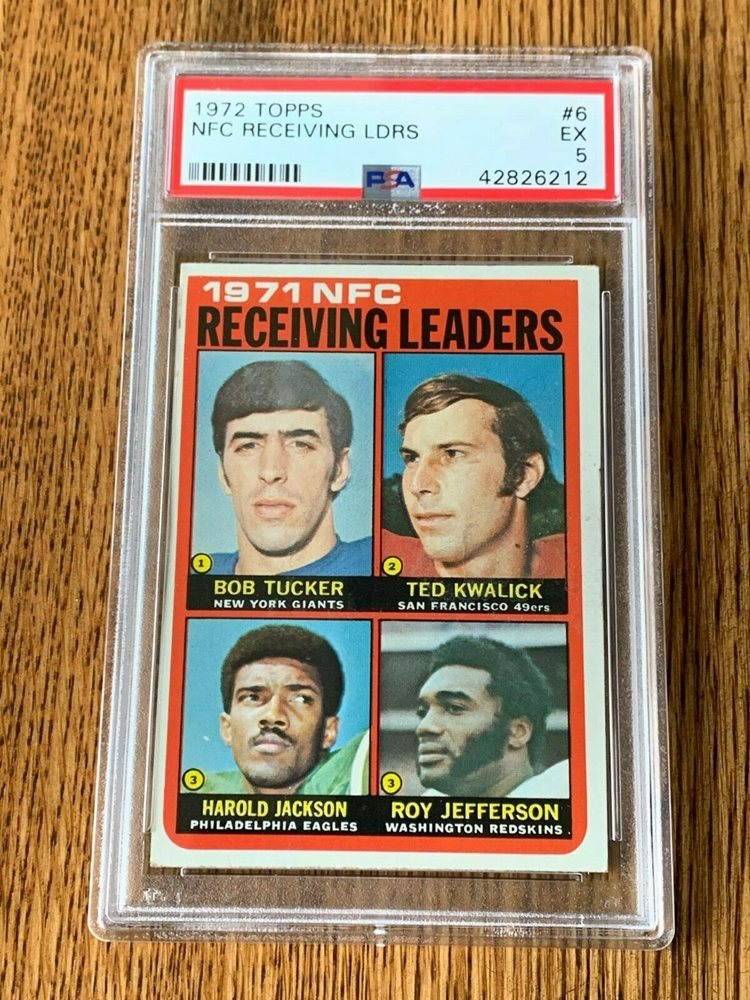 1972 TOPPS #6
NFC RECEIVING LDRS EX
5
PSA 42826212
1971 NFC
RECEIVING LEADERS
1 2
BOB TUCKER TED KWALICK
NEW YORK GIANTS SAN FRANCISCO 49ers
3 3
HAROLD JACKSON ROY JEFFERSON
PHILADELPHIA EAGLES WASHINGTON REDSKINS